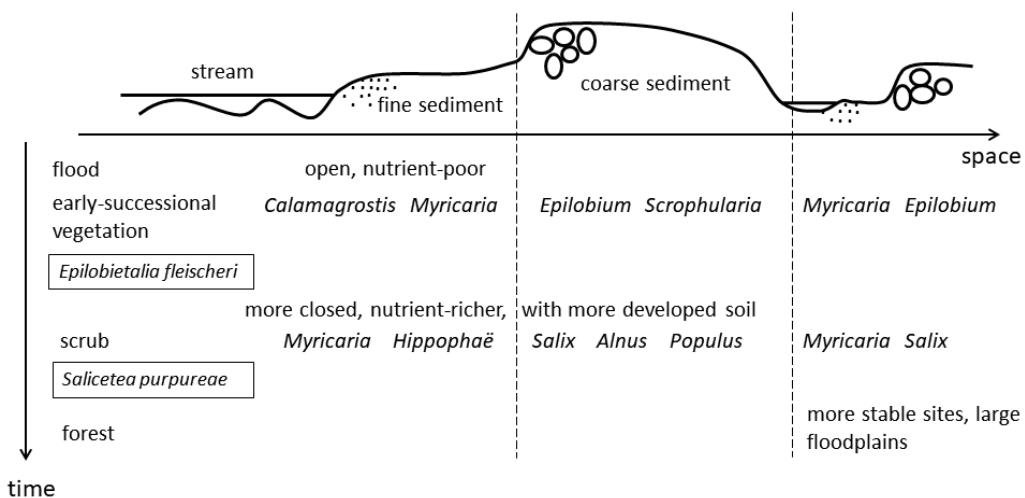 stream
fine sediment
coarse sediment
space
flood
open, nutrient-poor
early-successional
vegetation
Calamagrostis Myricaria
Epilobium Scrophularia
Myricaria Epilobium
Epilobietalia fleischeri
more closed, nutrient-richer, with more developed soil
scrub
Myricaria Hippophaë
Salix Alnus Populus
Myricaria Salix
Salicetea purpureae
forest
more stable sites, large
floodplains
time